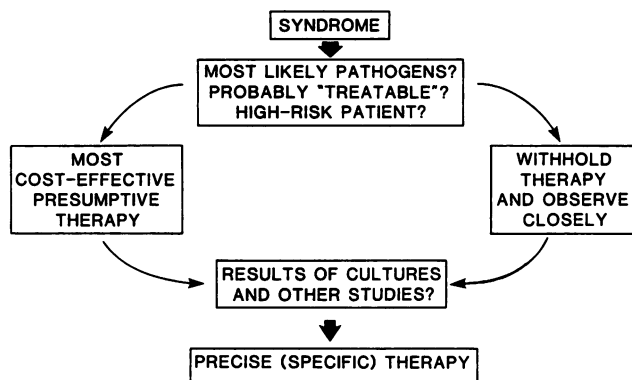 SYNDROME
MOST LIKELY PATHOGENS?
PROBABLY "TREATABLE"?
HIGH-RISK PATIENT?
MOST
COST-EFFECTIVE
PRESUMPTIVE
THERAPY
WITHHOLD
THERAPY
AND OBSERVE
CLOSELY
RESULTS OF CULTURES
AND OTHER STUDIES?
PRECISE (SPECIFIC) THERAPY